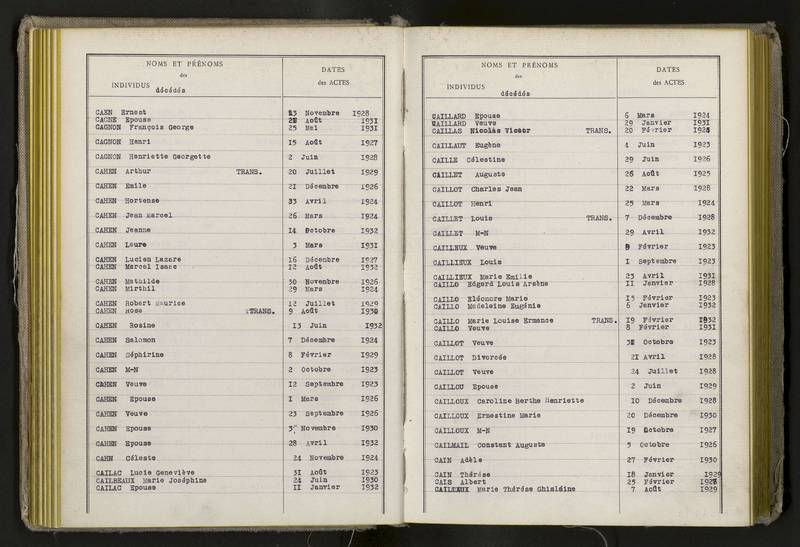 NOMS ET PRÉNOMS
des
INDIVIDUS décédés
DATES
des ACTES
CAEN Ernest 13 Novembre 1928
CAGNE Epouse 21 Août 1931
CAGNON François George 25 Mai 1931
CAGNON Henri 15 Août 1927
CAGNON Henriette Georgette 2 Juin 1928
CAHEN Arthur TRANS. 20 Juillet 1929
CAHEN Emile 21 Décembre 1926
CAHEN Hortense 23 Avril 1924
CAHEN Jean Marcel 26 Mars 1924
CAHEN Jeanne 14 Octobre 1932
CAHEN Laure 3 Mars 1931
CAHEN Lucien Lazare 16 Décembre 1927
CAHEN Marcel Isaac 12 Août 1932
CAHEN Mathilde 30 Novembre 1926
CAHEN Mirthil 29 Mars 1924
CAHEN Robert Maurice 12 Juillet 1929
CAHEN Rose TRANS. 9 Août 1930
CAHEN Rosine 13 Juin 1932
CAHEN Salomon 7 Décembre 1924
CAHEN Séphirine 8 Février 1929
CAHEN M-N 2 Octobre 1923
CAHEN Veuve 12 Septembre 1923
CAHEN Epouse 1 Mars 1926
CAHEN Veuve 23 Septembre 1926
CAHEN Epouse Novembre 1930
CAHEN Epouse 28 Avril 1932
CAHN Céleste 24 Novembre 1924
CAILAC Lucie Geneviève 31 Août 1923
CAILBEAUX Marie Joséphine 24 Juin 1930
CAILAC Epouse 11 Janvier 1932
NOMS ET PRÉNOMS
des
INDIVIDUS décédés
DATES
des ACTES
CAILLARD Epouse 6 Mars 1924
CAILLARD Veuve 29 Janvier 1931
CAILLAS Nicolas Victor TRANS. 20 Février
CAILLAUT Eugène 4 Juin 1923
CAILLE Célestine 29 Juin 1926
CAILLET Auguste 26 Août 1925
CAILLOT Charles Jean 22 Mars 1928
CAILLOT Henri 25 Mars 1924
CAILLET Louis TRANS. 7 Décembre 1928
CAILLET M-N 29 Avril 1932
CAILLEUX Veuve 8 Février 1923
CAILLIEUX Louis 1 Septembre 1923
CAILLIEUX Marie Emilie 23 Avril 1931
CAILLO Edgard Louis Arsène 11 Janvier 1928
CAILLO Eléonore Marie 13 Février 1923
CAILLO Madeleine Eugénie 6 Janvier 1932
CAILLO Marie Louise Ermance TRANS. 19 Février 1932
CAILLO Veuve 8 Février 1931
CAILLOT Veuve 31 Octobre 1923
CAILLOT Divorcée 21 Avril 1928
CAILLOT Veuve 24 Juillet 1928
CAILLOU Epouse 2 Juin 1929
CAILLOUX Caroline Berthe Henriette 10 Décembre 1928
CAILLOUX Ernestine Marie 20 Décembre 1930
CAILLOUX M-N 19 Octobre 1927
CAILMAIL Constant Auguste 5 Octobre 1926
CAIN Adèle 27 Février 1930
CAIN Thérèse 18 Janvier 1929
CAIS Albert 25 Février
CAILEUX Marie Thérèse Ghislaine 7 Août 1929